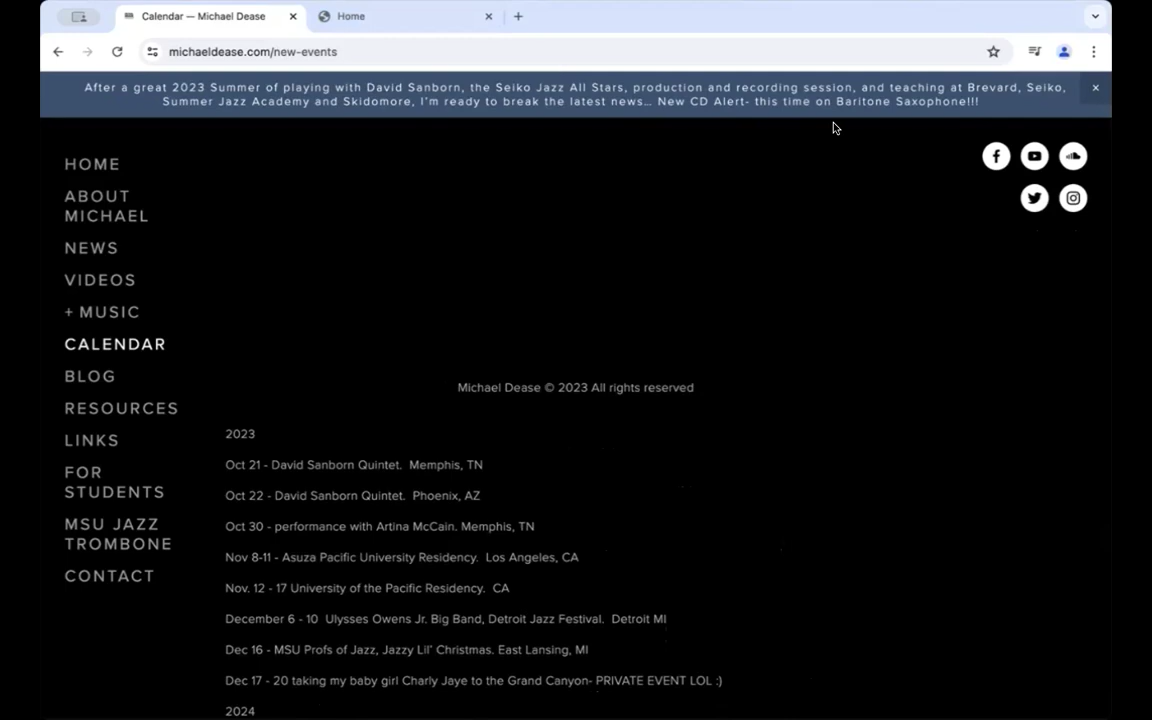 Calendar — Michael Dease
Home
michaeldease.com/new-events
After a great 2023 Summer of playing with David Sanborn, the Seiko Jazz All Stars, production and recording session, and teaching at Brevard, Seiko,
Summer Jazz Academy and Skidomore, I'm ready to break the latest news... New CD Alert- this time on Baritone Saxophone!!!
HOME
ABOUT
MICHAEL
NEWS
VIDEOS
+ MUSIC
CALENDAR
BLOG
RESOURCES
LINKS
FOR
STUDENTS
MSU JAZZ
TROMBONE
CONTACT
Michael Dease © 2023 All rights reserved
2023
Oct 21 - David Sanborn Quintet.  Memphis, TN
Oct 22 - David Sanborn Quintet.  Phoenix, AZ
Oct 30 - performance with Artina McCain. Memphis, TN
Nov 8-11 - Asuza Pacific University Residency.  Los Angeles, CA
Nov. 12 - 17 University of the Pacific Residency.  CA
December 6 - 10  Ulysses Owens Jr. Big Band, Detroit Jazz Festival.  Detroit MI
Dec 16 - MSU Profs of Jazz, Jazzy Lil' Christmas. East Lansing, MI
Dec 17 - 20 taking my baby girl Charly Jaye to the Grand Canyon- PRIVATE EVENT LOL :)
2024